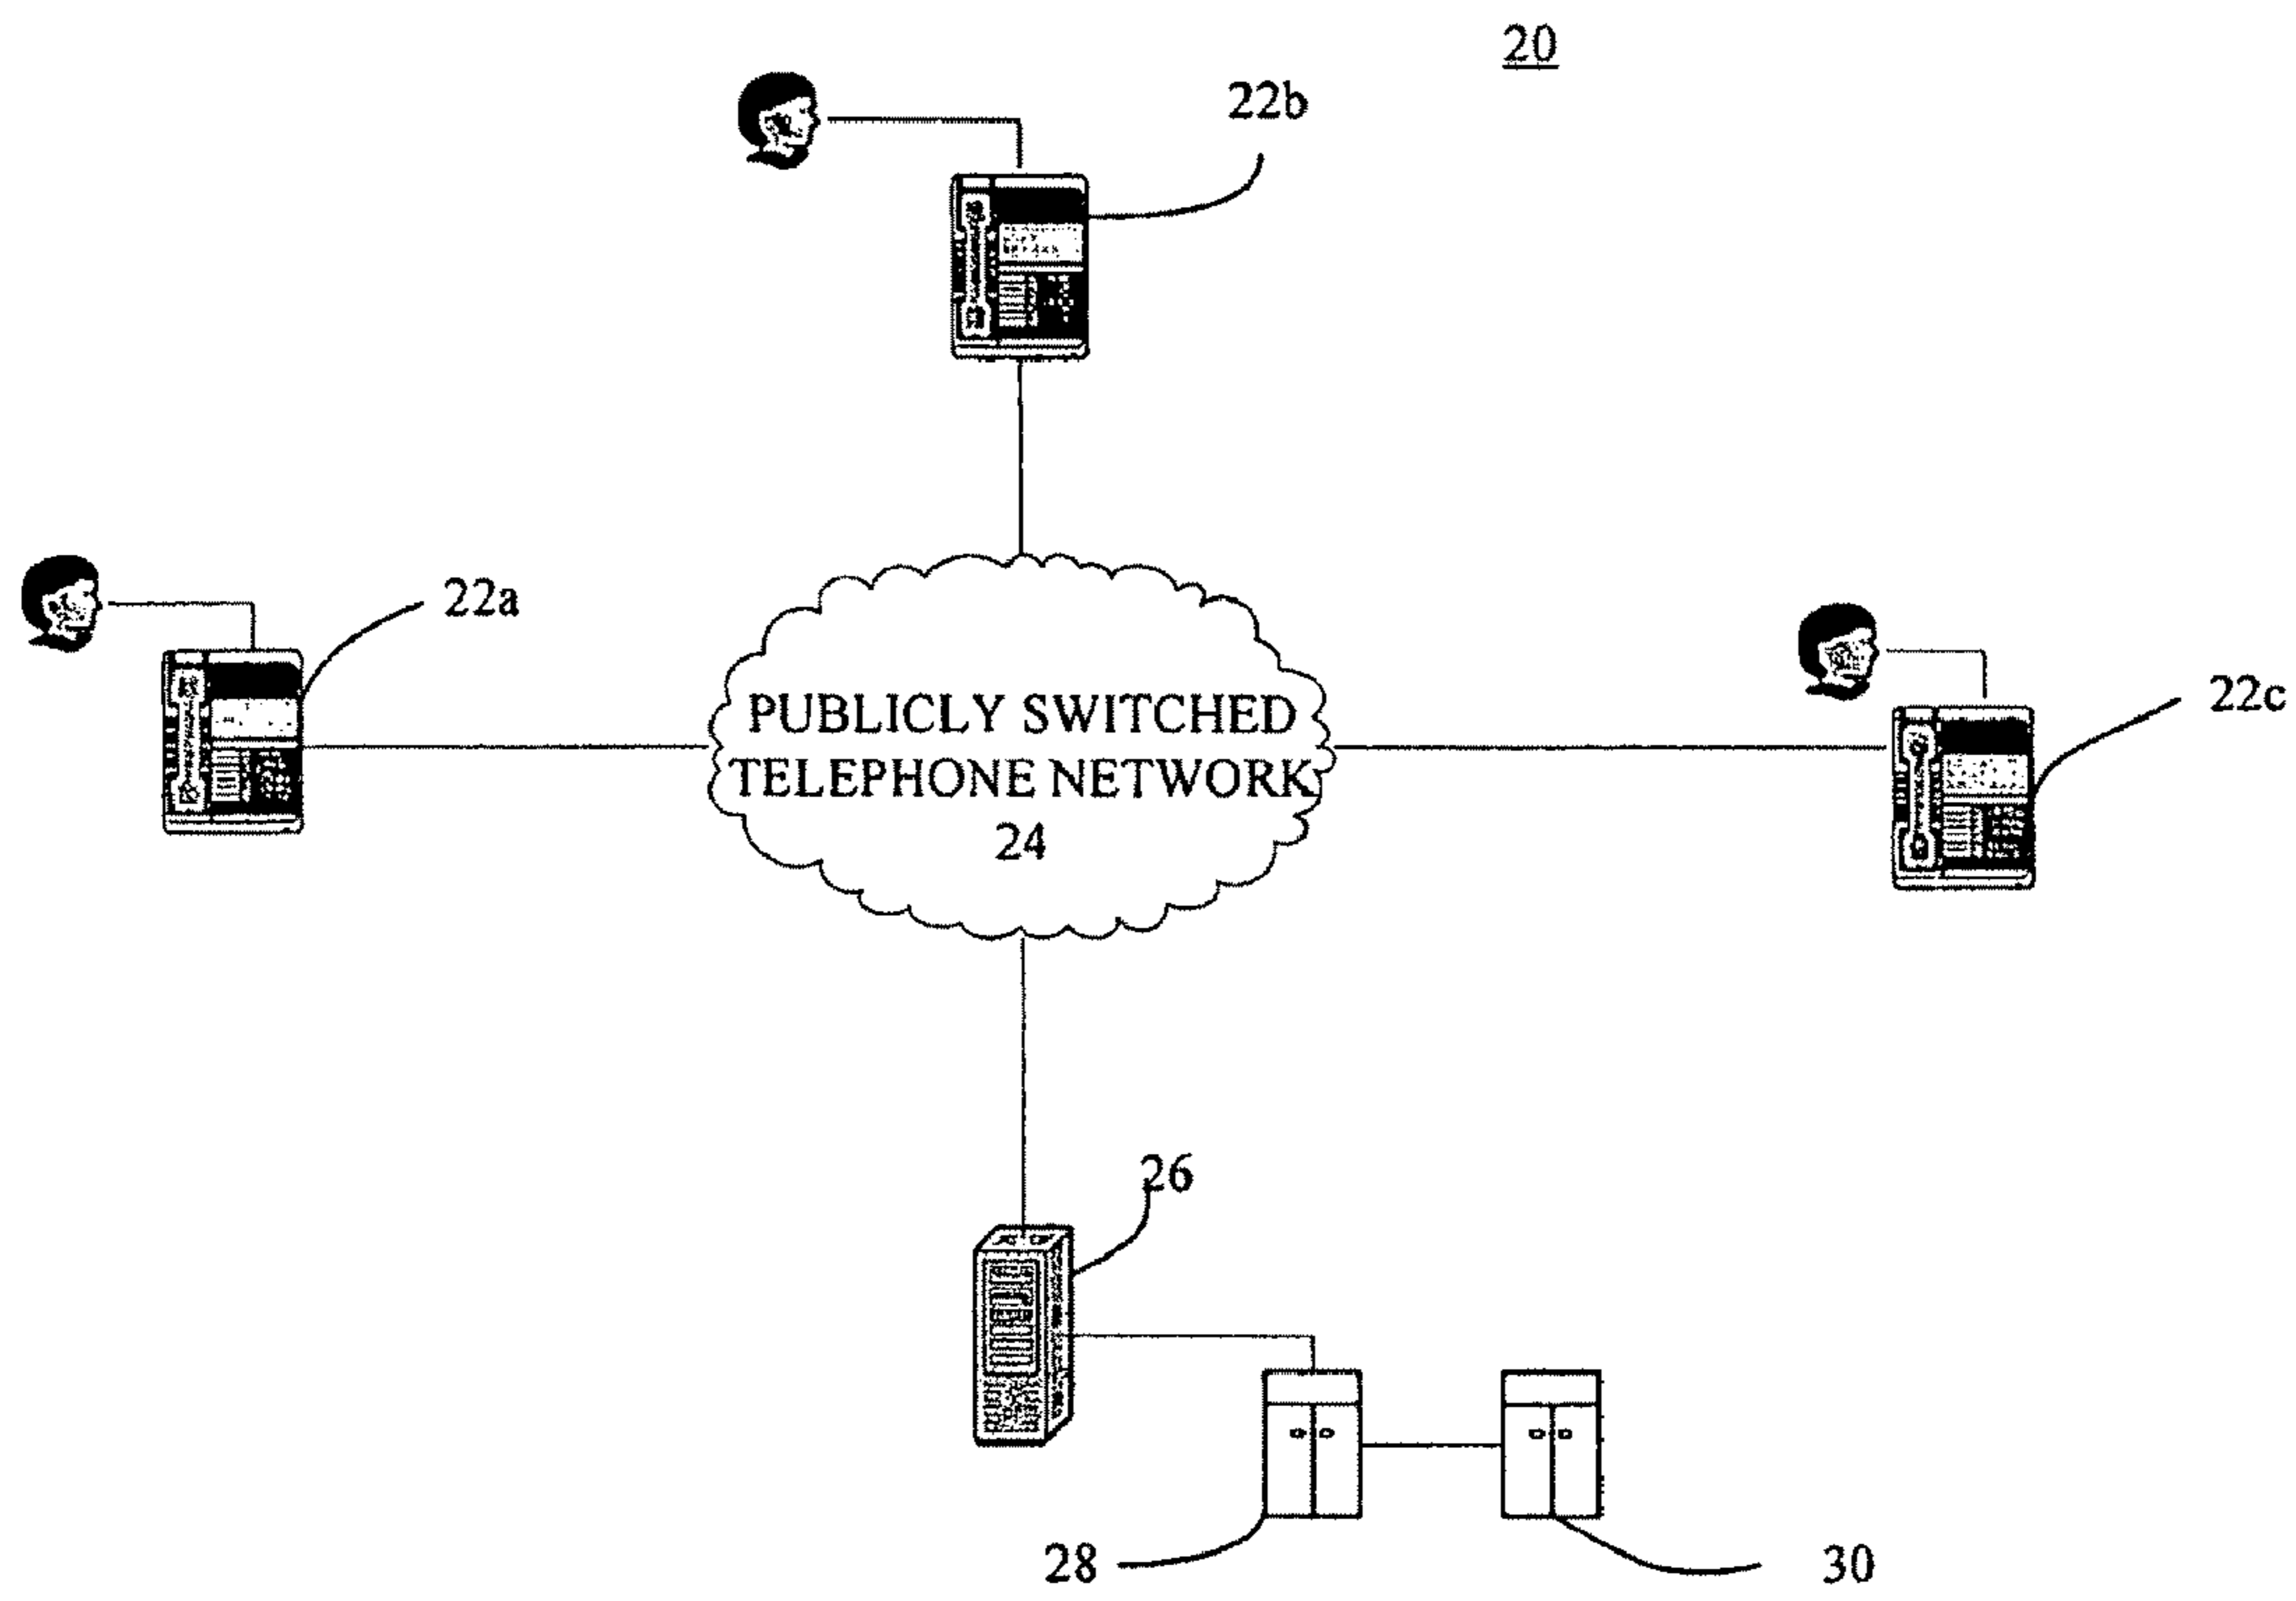 20
22b
22a
22c
PUBLICLY SWITCHED
TELEPHONE NETWORK
24
26
28
30